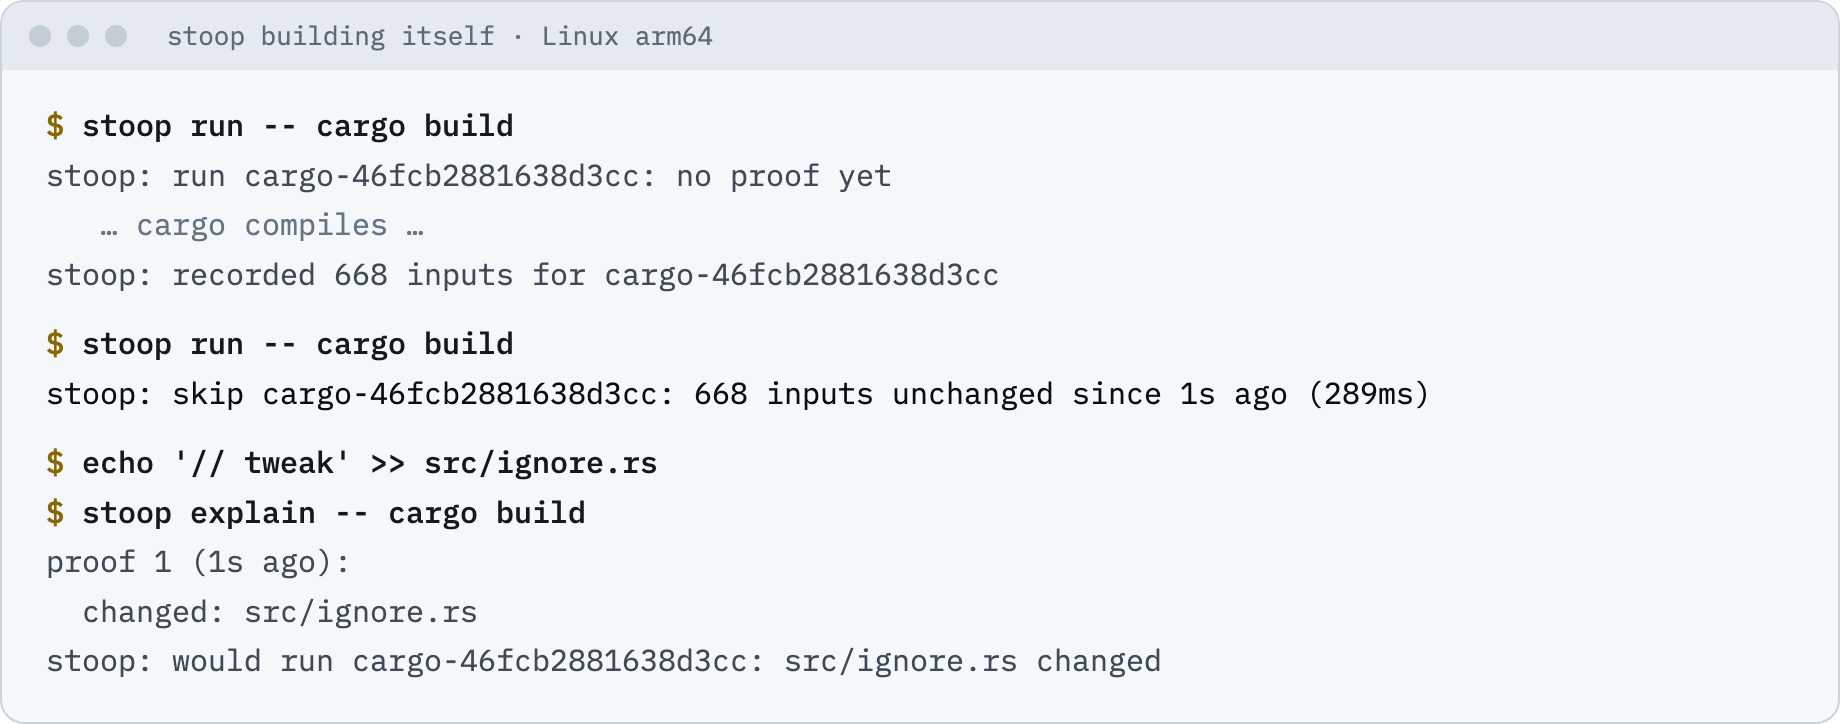 stoop building itself · Linux arm64
$ stoop run -- cargo build
stoop: run cargo-46fcb2881638d3cc: no proof yet
… cargo compiles …
stoop: recorded 668 inputs for cargo-46fcb2881638d3cc
$ stoop run -- cargo build
stoop: skip cargo-46fcb2881638d3cc: 668 inputs unchanged since 1s ago (289ms)
$ echo '// tweak' >> src/ignore.rs
$ stoop explain -- cargo build
proof 1 (1s ago):
changed: src/ignore.rs
stoop: would run cargo-46fcb2881638d3cc: src/ignore.rs changed